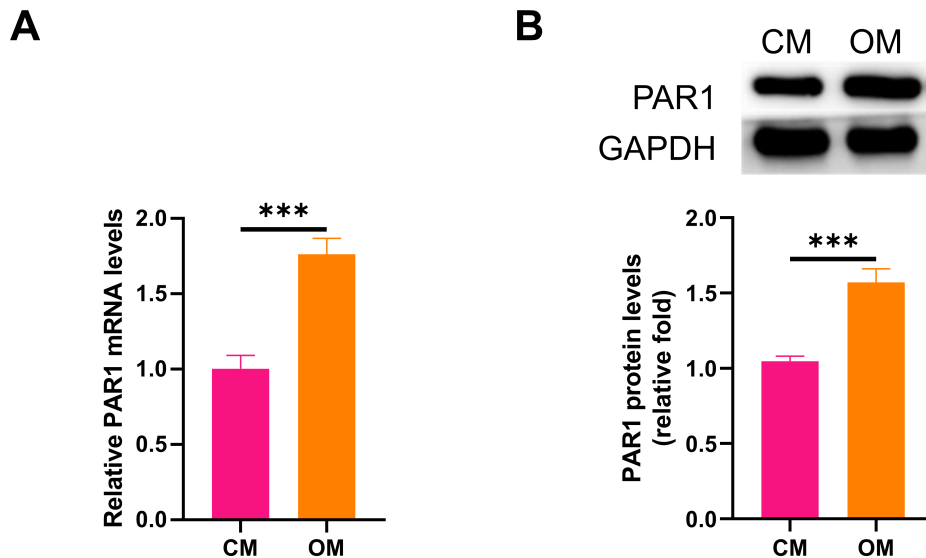 A
Relative PAR1 mRNA levels
2.0
1.5
1.0
0.5
0.0
***
CM OM
B
CM OM
PAR1
GAPDH
PAR1 protein levels
(relative fold)
2.0
1.5
1.0
0.5
0.0
***
CM OM